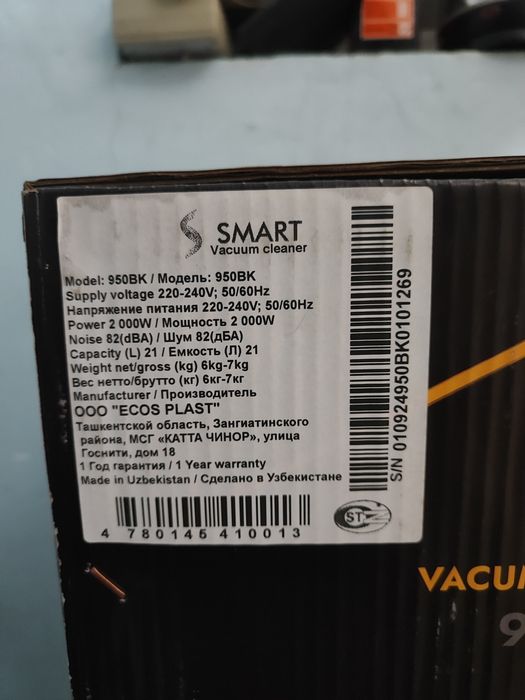 SMART
Vacuum cleaner
Model: 950BK / Модель: 950BK
Supply voltage 220-240V; 50/60Hz
Напряжение питания 220-240V; 50/60Hz
Power 2 000W / Мощность 2 000W
Noise 82(dBA) / Шум 82(дБА)
Capacity (L) 21 / Емкость (Л) 21
Weight net/gross (kg) 6kg-7kg
Вес нетто/брутто (кг) 6кг-7кг
Manufacturer / Производитель
ООО "ECOS PLAST"
Ташкентской область, Зангиатинского
района, МСГ «КАТТА ЧИНОР», улица
Госнити, дом 18
1 Год гарантия / 1 Year warranty
Made in Uzbekistan / Сделано в Узбекистане
4 780145 410013
ST
S/N 010924950BK0101269
VACUU
9